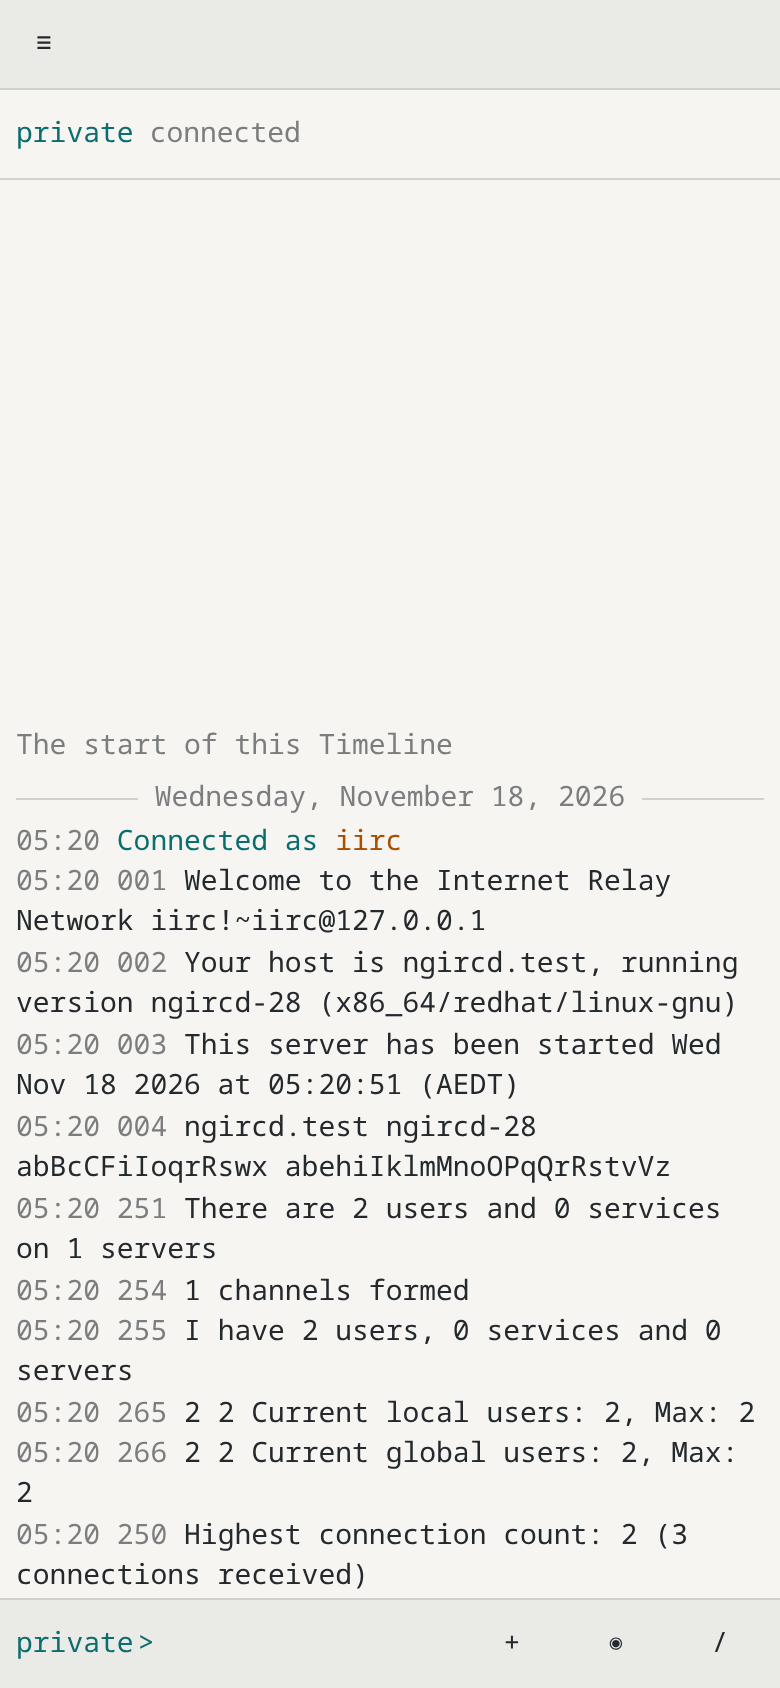 ≡
private connected
The start of this Timeline
Wednesday, November 18, 2026
05:20 Connected as iirc
05:20 001 Welcome to the Internet Relay
Network iirc!~iirc@127.0.0.1
05:20 002 Your host is ngircd.test, running
version ngircd-28 (x86_64/redhat/linux-gnu)
05:20 003 This server has been started Wed
Nov 18 2026 at 05:20:51 (AEDT)
05:20 004 ngircd.test ngircd-28
abBcCFiIoqrRswx abehiIklmMnoOPqQrRstvVz
05:20 251 There are 2 users and 0 services
on 1 servers
05:20 254 1 channels formed
05:20 255 I have 2 users, 0 services and 0
servers
05:20 265 2 2 Current local users: 2, Max: 2
05:20 266 2 2 Current global users: 2, Max:
2
05:20 250 Highest connection count: 2 (3
connections received)
private> + ◉ /